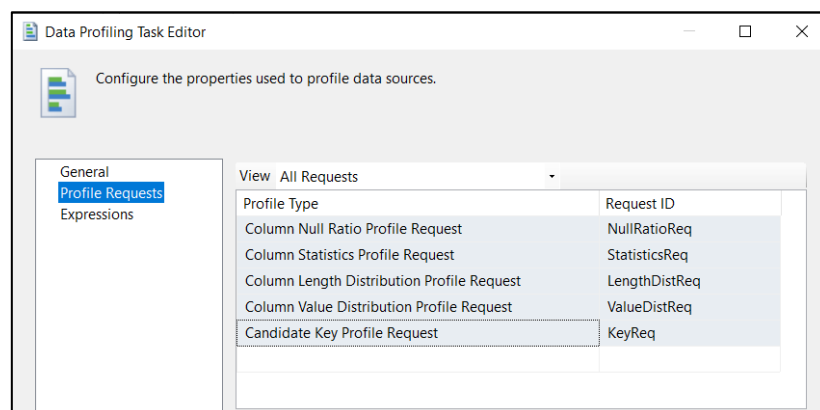 Data Profiling Task Editor
Configure the properties used to profile data sources.
General
Profile Requests
Expressions
View All Requests
Profile Type Request ID
Column Null Ratio Profile Request NullRatioReq
Column Statistics Profile Request StatisticsReq
Column Length Distribution Profile Request LengthDistReq
Column Value Distribution Profile Request ValueDistReq
Candidate Key Profile Request KeyReq